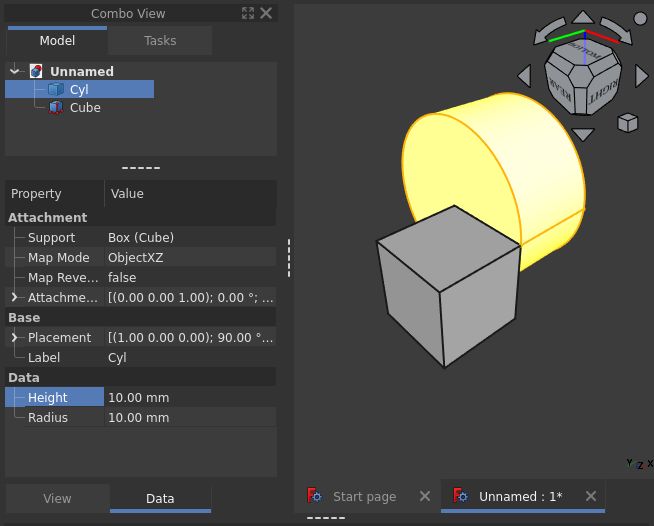 Combo View
Model
Tasks
Unnamed
Cyl
Cube
Property Value
Attachment
Support Box (Cube)
Map Mode ObjectXZ
Map Reve... false
Attachme... [(0.00 0.00 1.00); 0.00 °; ...
Base
Placement [(1.00 0.00 0.00); 90.00 °...
Label Cyl
Data
Height 10.00 mm
Radius 10.00 mm
View
Data
BOTTOM
REAR
RIGHT
Y Z X
Start page
Unnamed : 1*